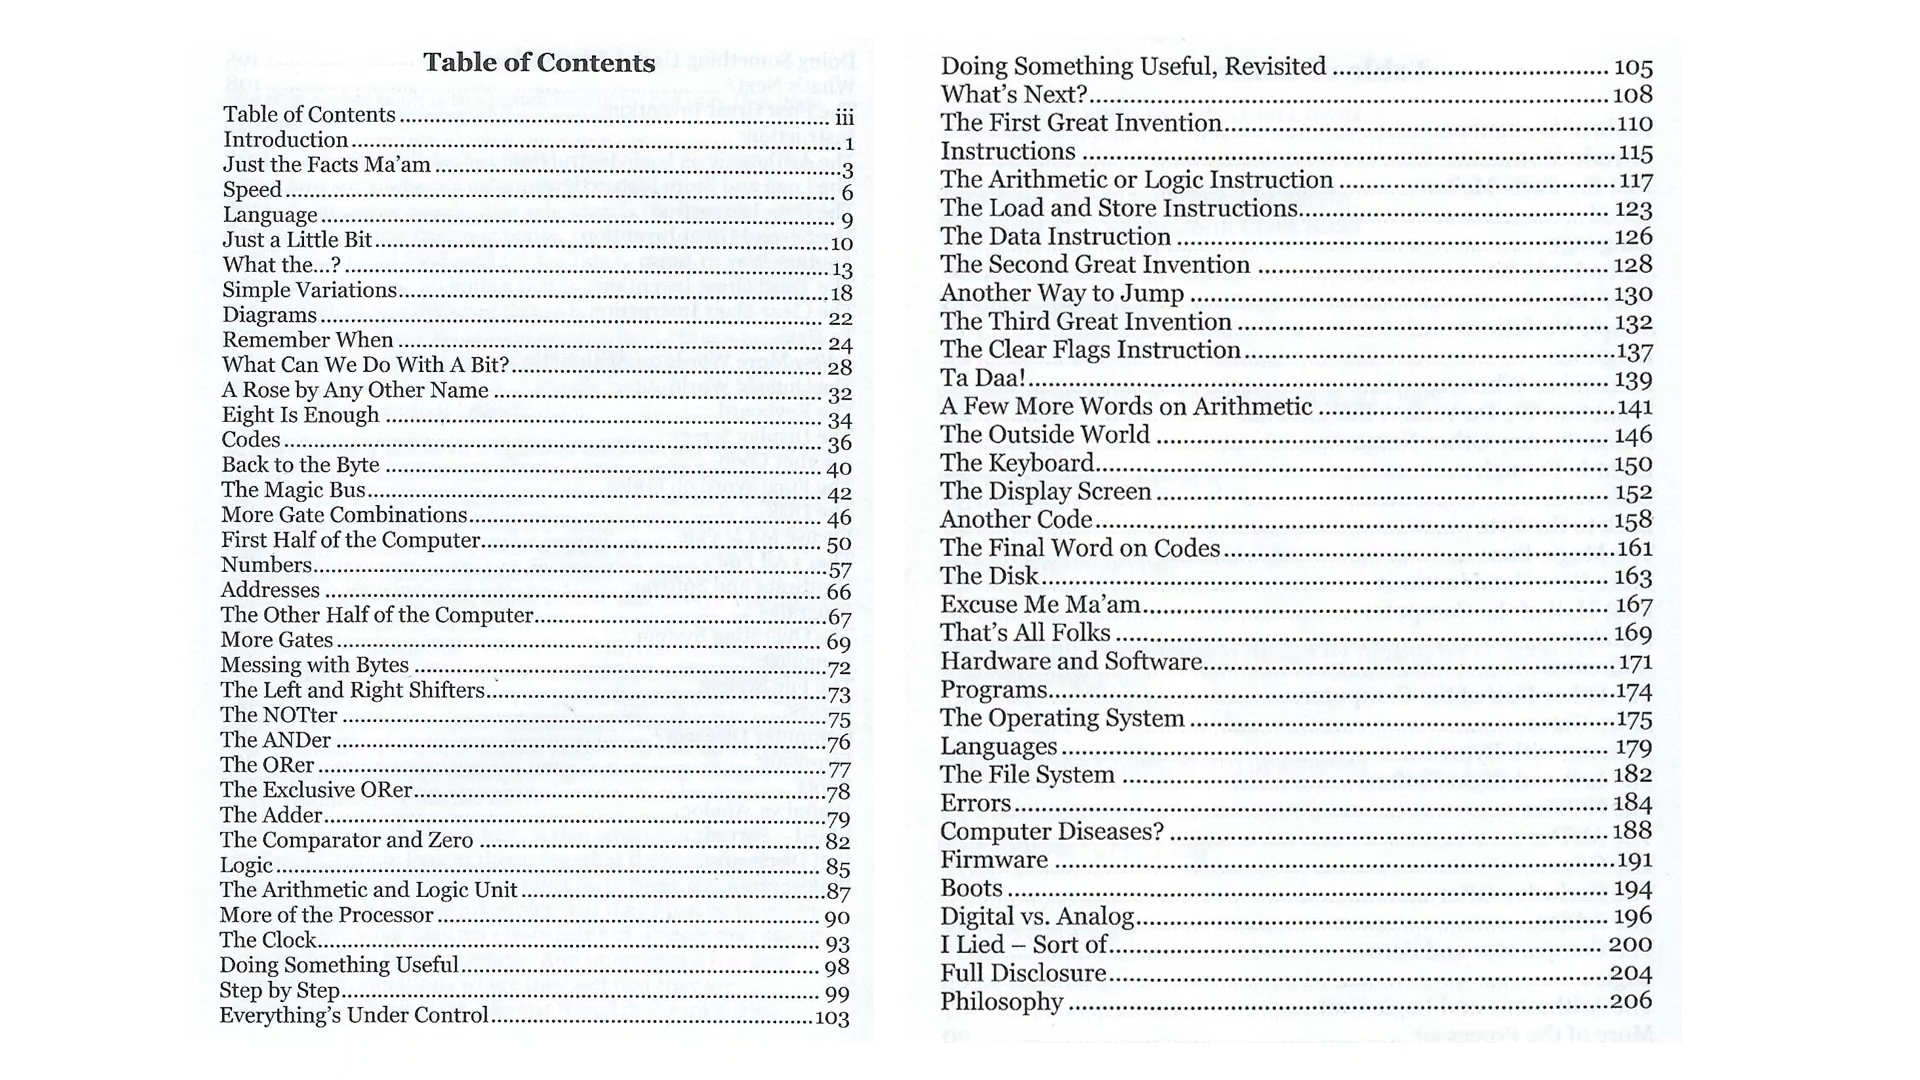 Table of Contents
Table of Contents ........ iii
Introduction ........ 1
Just the Facts Ma'am ........ 3
Speed ........ 6
Language ........ 9
Just a Little Bit ........ 10
What the...? ........ 13
Simple Variations ........ 18
Diagrams ........ 22
Remember When ........ 24
What Can We Do With A Bit? ........ 28
A Rose by Any Other Name ........ 32
Eight Is Enough ........ 34
Codes ........ 36
Back to the Byte ........ 40
The Magic Bus ........ 42
More Gate Combinations ........ 46
First Half of the Computer ........ 50
Numbers ........ 57
Addresses ........ 66
The Other Half of the Computer ........ 67
More Gates ........ 69
Messing with Bytes ........ 72
The Left and Right Shifters ........ 73
The NOTter ........ 75
The ANDer ........ 76
The ORer ........ 77
The Exclusive ORer ........ 78
The Adder ........ 79
The Comparator and Zero ........ 82
Logic ........ 85
The Arithmetic and Logic Unit ........ 87
More of the Processor ........ 90
The Clock ........ 93
Doing Something Useful ........ 98
Step by Step ........ 99
Everything's Under Control ........ 103
Doing Something Useful, Revisited ........ 105
What's Next? ........ 108
The First Great Invention ........ 110
Instructions ........ 115
The Arithmetic or Logic Instruction ........ 117
The Load and Store Instructions ........ 123
The Data Instruction ........ 126
The Second Great Invention ........ 128
Another Way to Jump ........ 130
The Third Great Invention ........ 132
The Clear Flags Instruction ........ 137
Ta Daa! ........ 139
A Few More Words on Arithmetic ........ 141
The Outside World ........ 146
The Keyboard ........ 150
The Display Screen ........ 152
Another Code ........ 158
The Final Word on Codes ........ 161
The Disk ........ 163
Excuse Me Ma'am ........ 167
That's All Folks ........ 169
Hardware and Software ........ 171
Programs ........ 174
The Operating System ........ 175
Languages ........ 179
The File System ........ 182
Errors ........ 184
Computer Diseases? ........ 188
Firmware ........ 191
Boots ........ 194
Digital vs. Analog ........ 196
I Lied – Sort of ........ 200
Full Disclosure ........ 204
Philosophy ........ 206